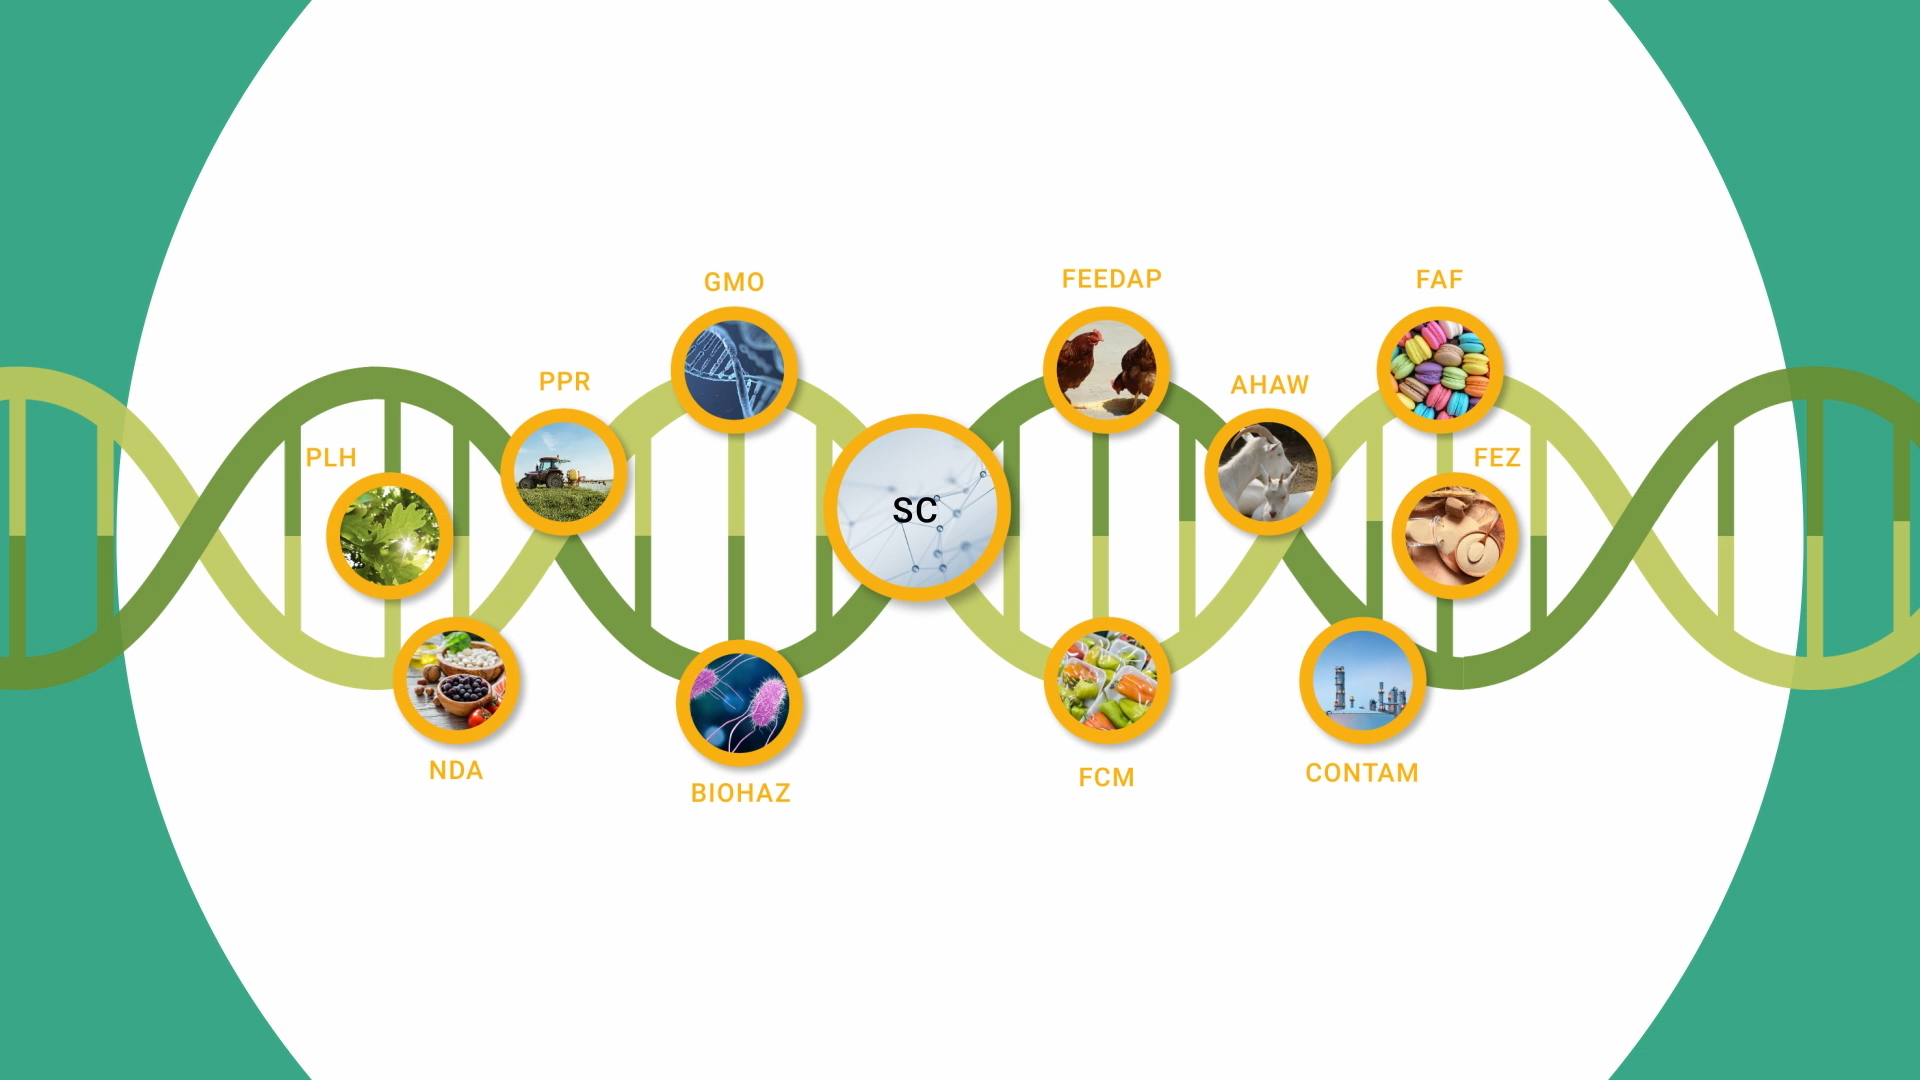 GMO
FEEDAP
FAF
PPR
AHAW
PLH
FEZ
SC
NDA
BIOHAZ
FCM
CONTAM